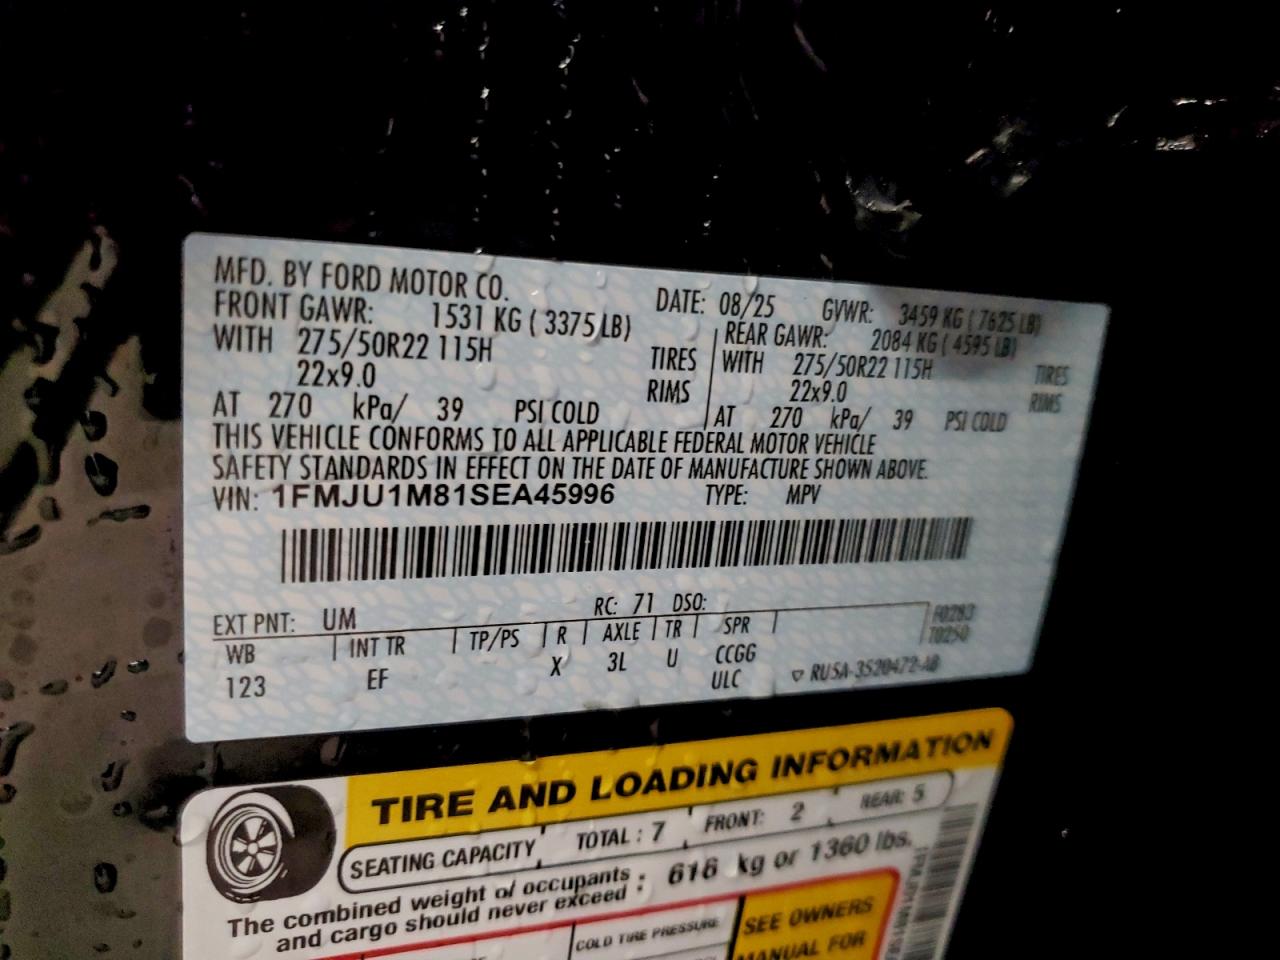 MFD. BY FORD MOTOR CO.
DATE: 08/25 GVWR: 3459 KG ( 7625 LB)
FRONT GAWR: 1531 KG ( 3375 LB) REAR GAWR: 2084 KG ( 4595 LB)
WITH 275/50R22 115H TIRES WITH 275/50R22 115H TIRES
22x9.0 RIMS 22x9.0 RIMS
AT 270 kPa/ 39 PSI COLD AT 270 kPa/ 39 PSI COLD
THIS VEHICLE CONFORMS TO ALL APPLICABLE FEDERAL MOTOR VEHICLE
SAFETY STANDARDS IN EFFECT ON THE DATE OF MANUFACTURE SHOWN ABOVE.
VIN: 1FMJU1M81SEA45996 TYPE: MPV
EXT PNT: UM RC: 71 DSO:
WB INT TR TP/PS R AXLE TR SPR F0283
T0250
123 EF X 3L U CCGG
ULC ▽ RUSA-3520472-AB
TIRE AND LOADING INFORMATION
SEATING CAPACITY TOTAL : 7 FRONT: 2 REAR: 5
The combined weight of occupants : 616 kg or 1360 lbs.
and cargo should never exceed
COLD TIRE PRESSURE SEE OWNERS
MANUAL FOR